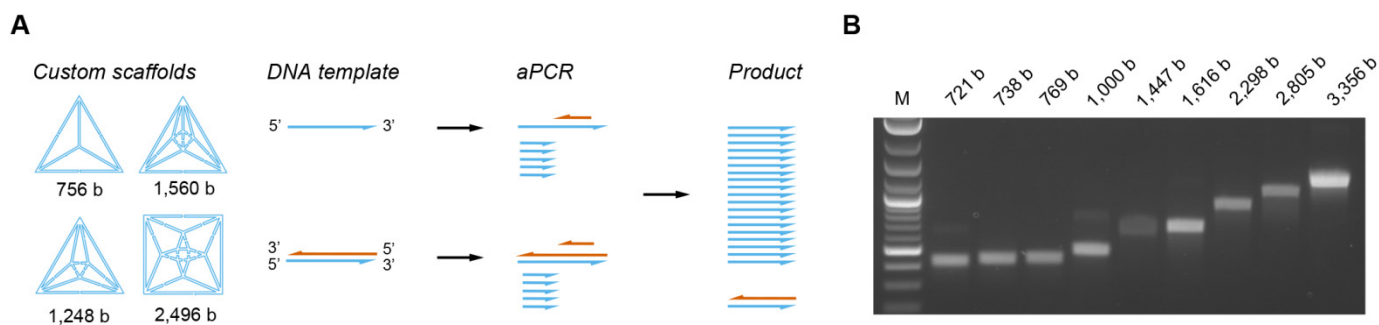 A
Custom scaffolds
DNA template
aPCR
Product
756 b
1,560 b
1,248 b
2,496 b
5’
3’
3’
5’
5’
3’
B
M
721 b
738 b
769 b
1,000 b
1,447 b
1,616 b
2,298 b
2,805 b
3,356 b